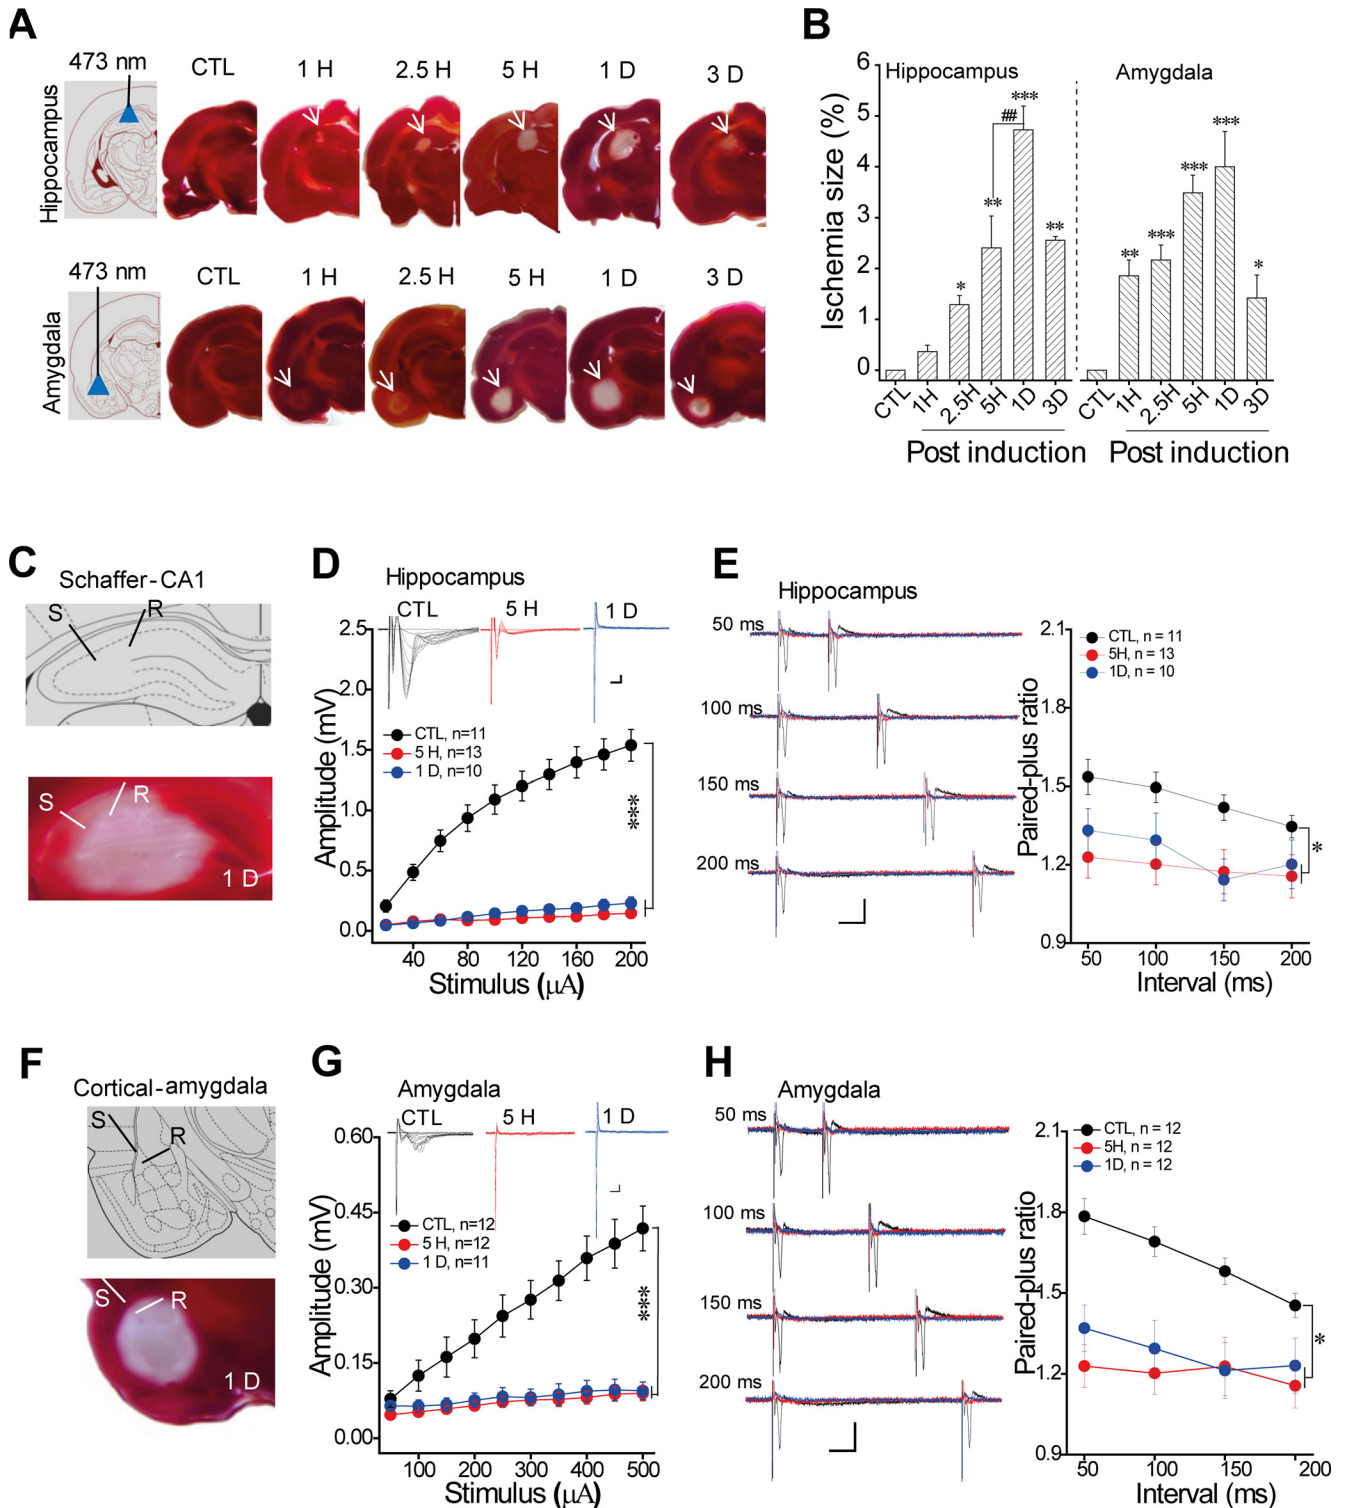 A
473 nm
CTL
1 H
2.5 H
5 H
1 D
3 D
Hippocampus
473 nm
CTL
1 H
2.5 H
5 H
1 D
3 D
Amygdala
B
Ischemia size (%)
6
5
4
3
2
1
0
Hippocampus
Amygdala
*
**
##
***
**
**
***
***
***
*
CTL
1H
2.5H
5H
1D
3D
CTL
1H
2.5H
5H
1D
3D
Post induction
Post induction
C
Schaffer-CA1
S
R
S
R
1 D
D
Hippocampus
CTL
5 H
1 D
Amplitude (mV)
2.5
2.0
1.5
1.0
0.5
0.0
CTL, n=11
5 H, n=13
1 D, n=10
***
40
80
120
160
200
Stimulus (µA)
E
Hippocampus
50 ms
100 ms
150 ms
200 ms
Paired-plus ratio
2.1
1.8
1.5
1.2
0.9
CTL, n = 11
5H, n = 13
1D, n = 10
*
50
100
150
200
Interval (ms)
F
Cortical-amygdala
S
R
S
R
1 D
G
Amygdala
CTL
5 H
1 D
Amplitude (mV)
0.60
0.45
0.30
0.15
0.00
CTL, n=12
5 H, n=12
1 D, n=11
***
100
200
300
400
500
Stimulus (µA)
H
Amygdala
50 ms
100 ms
150 ms
200 ms
Paired-plus ratio
2.1
1.8
1.5
1.2
0.9
CTL, n = 12
5H, n = 12
1D, n = 12
*
50
100
150
200
Interval (ms)